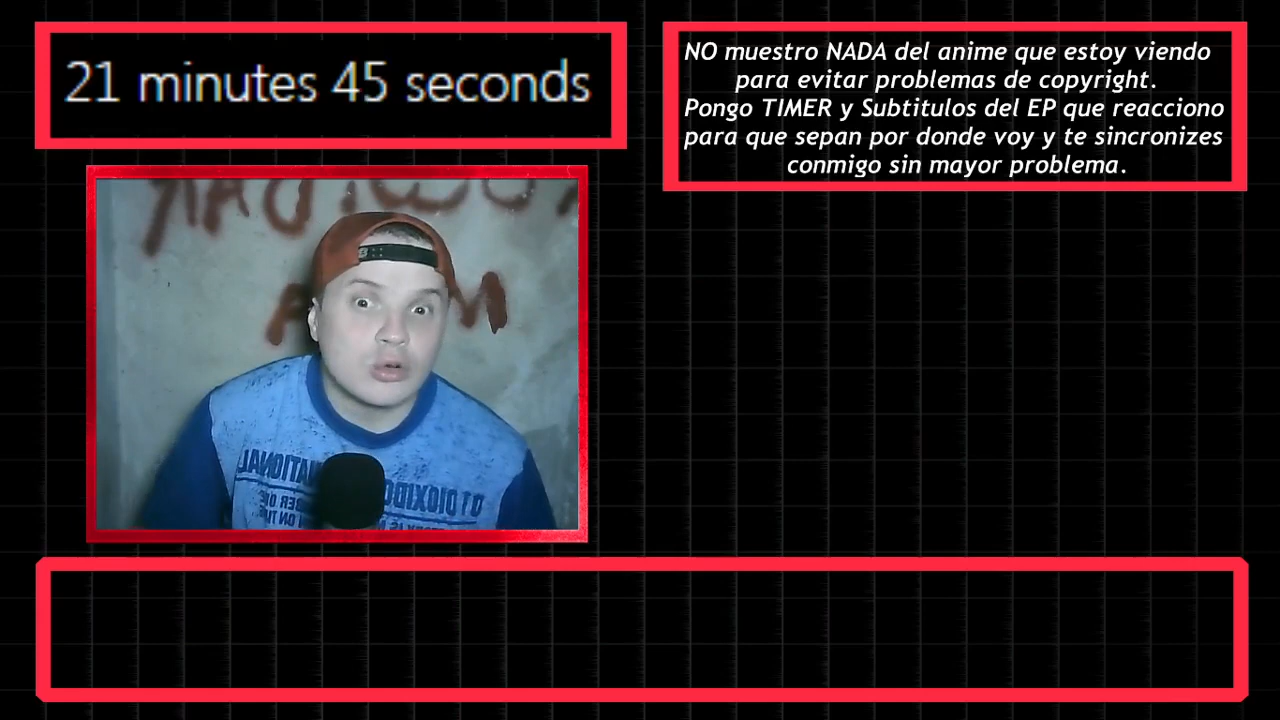 21 minutes 45 seconds
NO muestro NADA del anime que estoy viendo
para evitar problemas de copyright.
Pongo TIMER y Subtitulos del EP que reacciono
para que sepan por donde voy y te sincronizes
conmigo sin mayor problema.